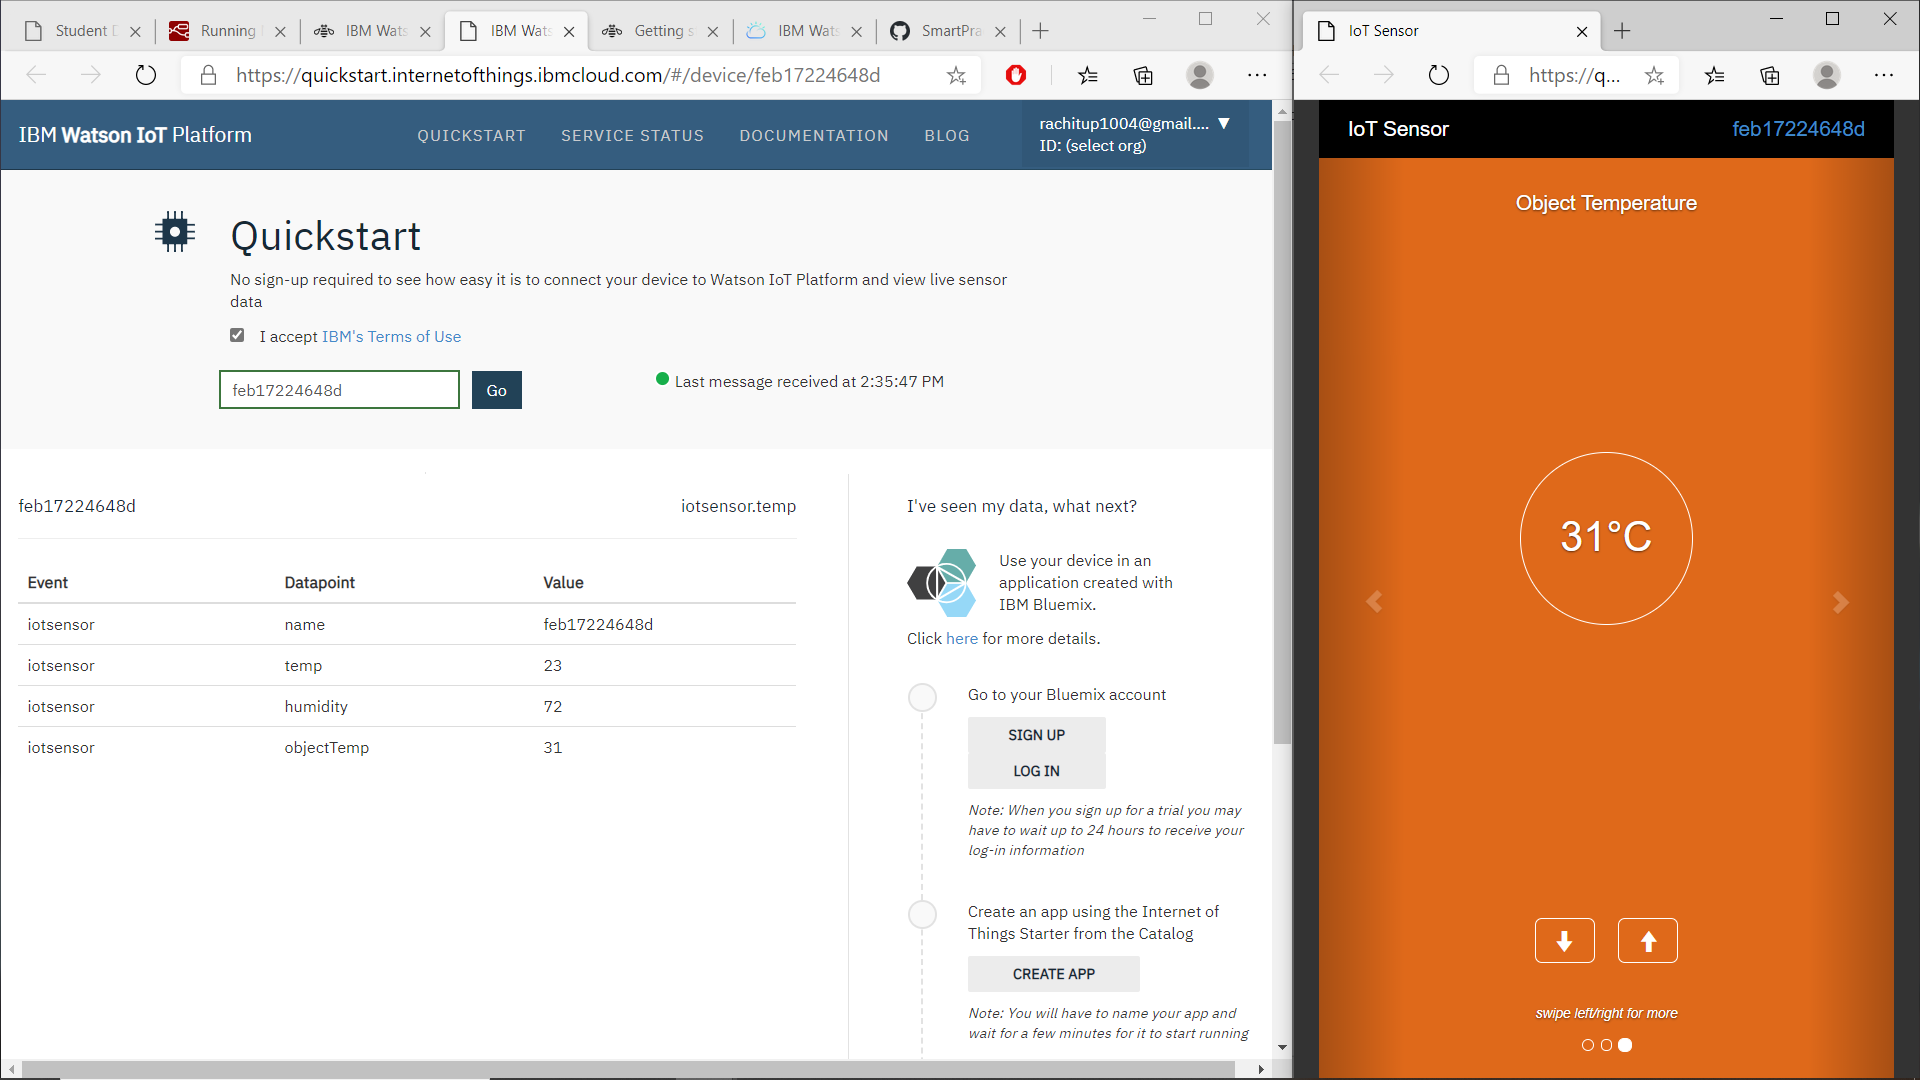 Student
Running
IBM Wats
IBM Wats
Getting s
IBM Wats
SmartPra
https://quickstart.internetofthings.ibmcloud.com/#/device/feb17224648d
IBM Watson IoT Platform
QUICKSTART
SERVICE STATUS
DOCUMENTATION
BLOG
rachitup1004@gmail.... ▼
ID: (select org)
Quickstart
No sign-up required to see how easy it is to connect your device to Watson IoT Platform and view live sensor
data
I accept IBM's Terms of Use
feb17224648d
Go
Last message received at 2:35:47 PM
feb17224648d
iotsensor.temp
Event Datapoint Value
iotsensor name feb17224648d
iotsensor temp 23
iotsensor humidity 72
iotsensor objectTemp 31
I've seen my data, what next?
Use your device in an
application created with
IBM Bluemix.
Click here for more details.
Go to your Bluemix account
SIGN UP
LOG IN
Note: When you sign up for a trial you may
have to wait up to 24 hours to receive your
log-in information
Create an app using the Internet of
Things Starter from the Catalog
CREATE APP
Note: You will have to name your app and
wait for a few minutes for it to start running
IoT Sensor
https://q...
IoT Sensor
feb17224648d
Object Temperature
31°C
swipe left/right for more